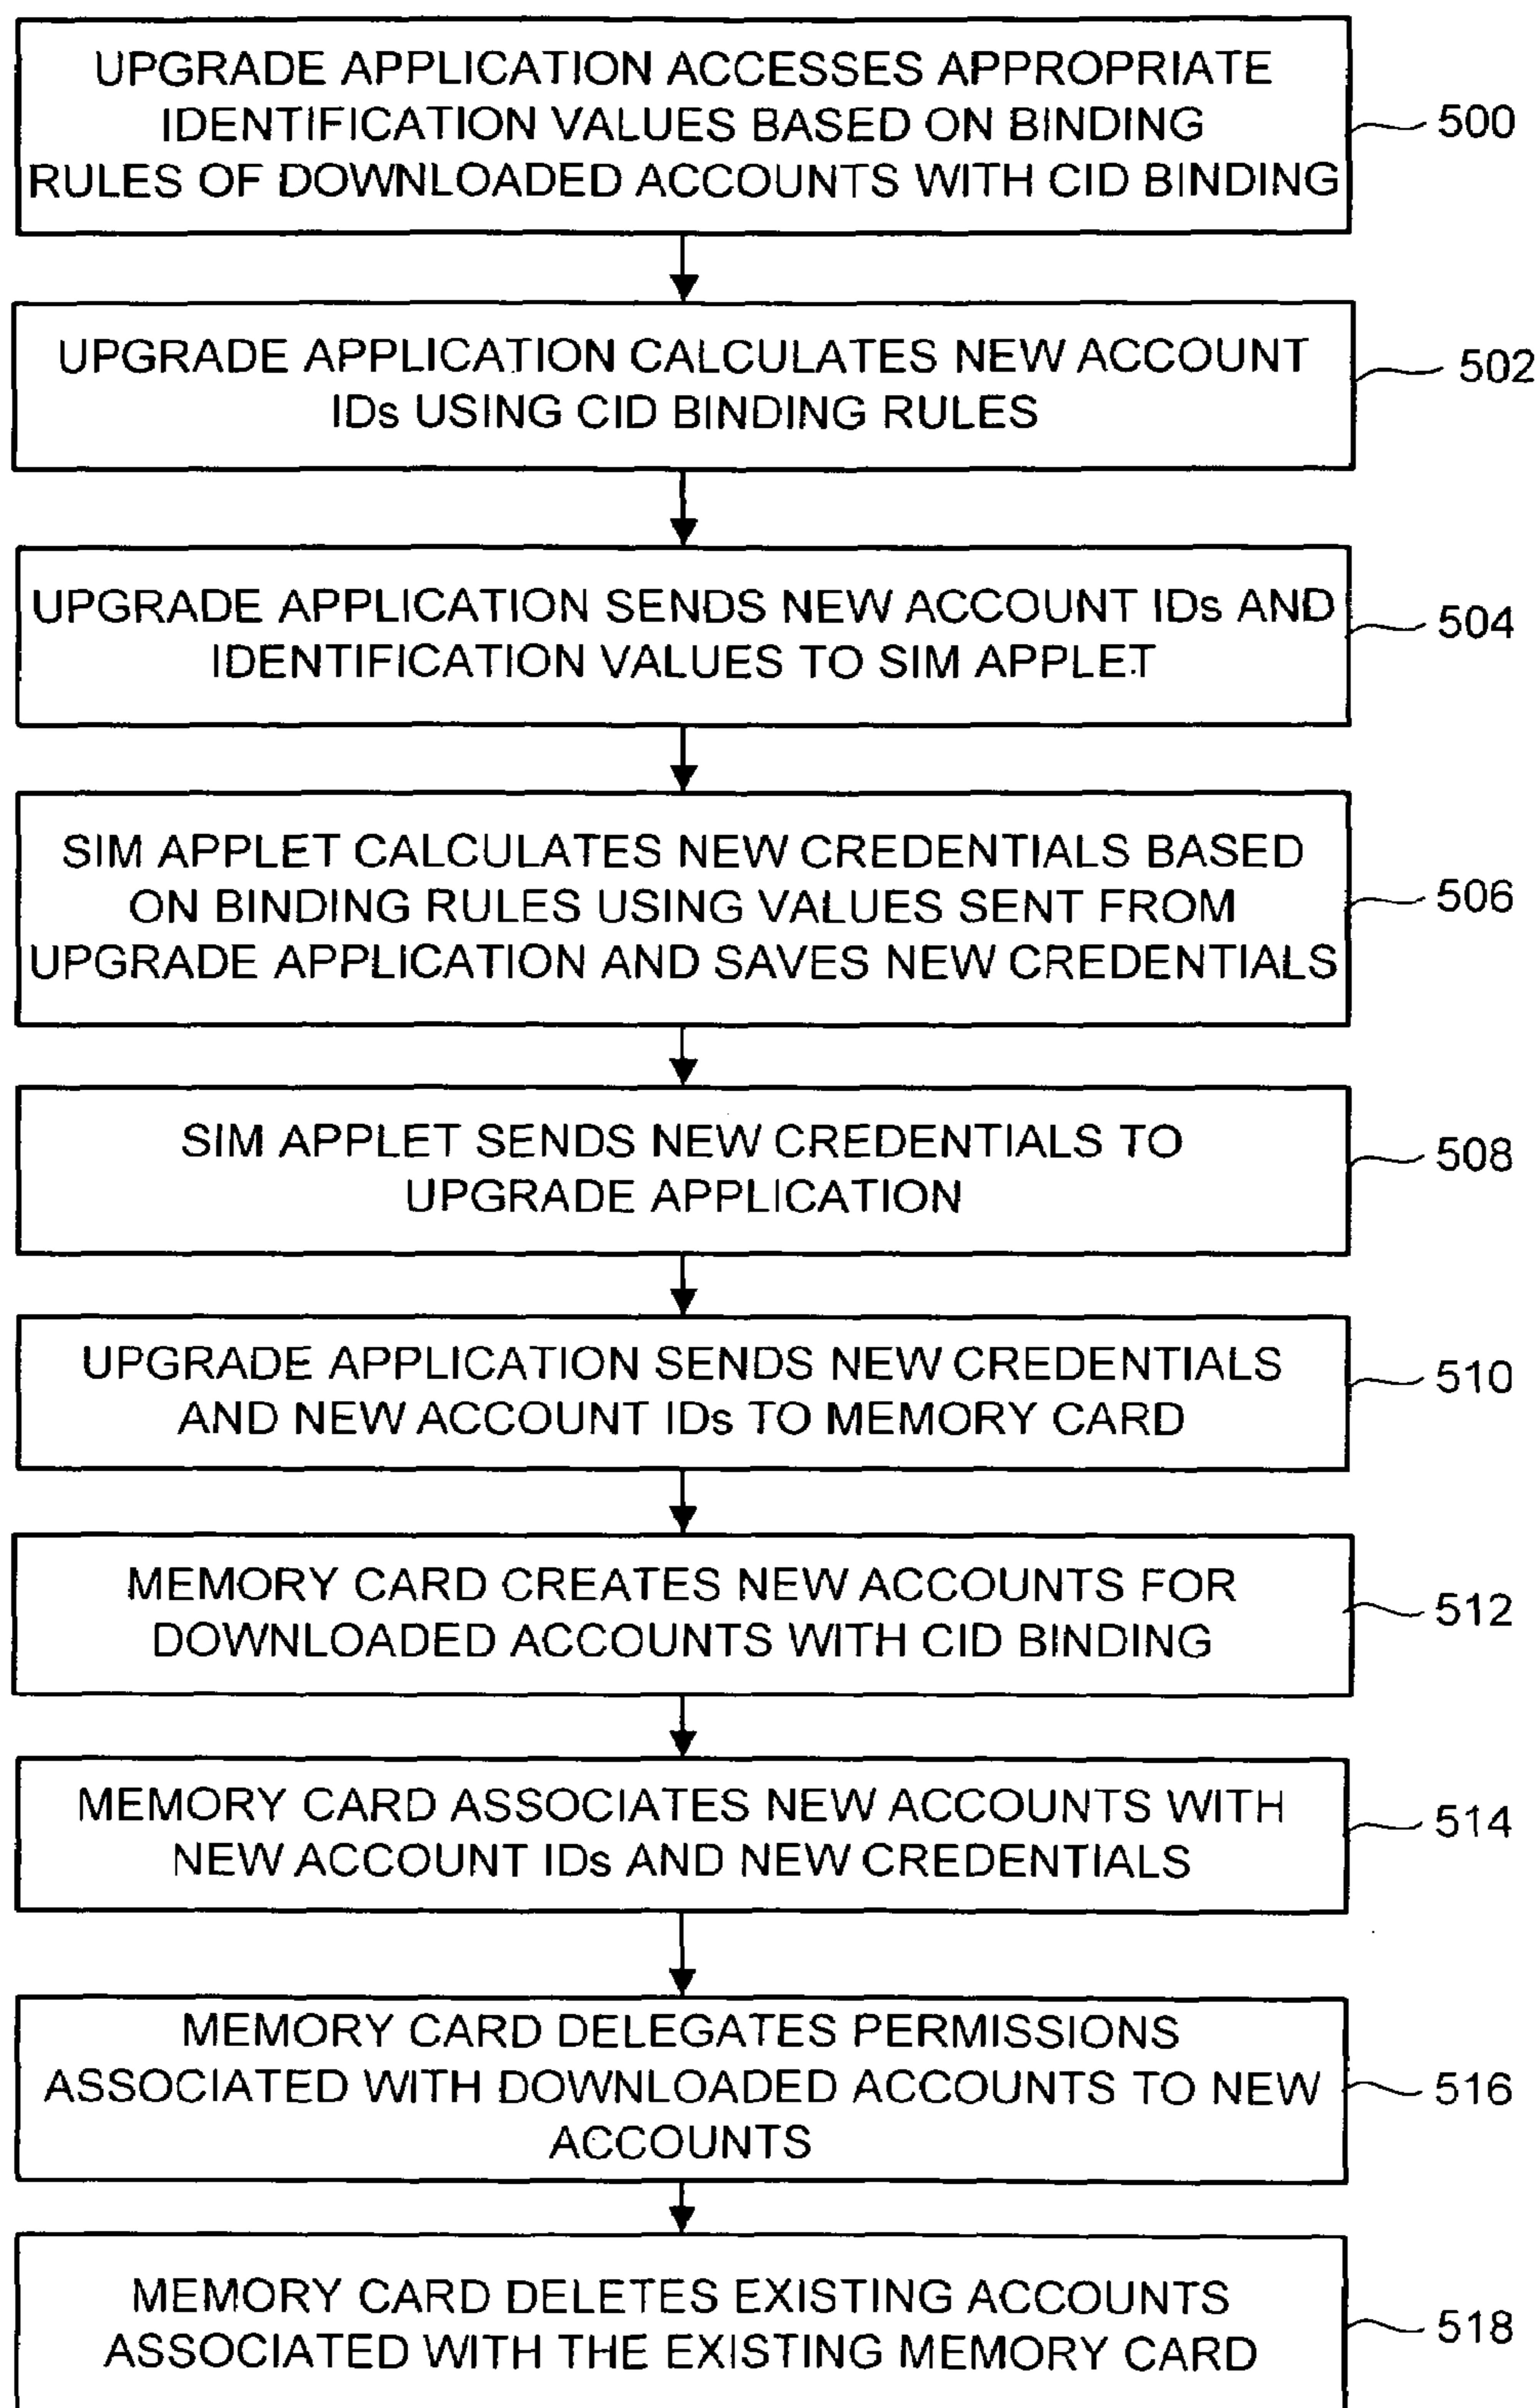 UPGRADE APPLICATION ACCESSES APPROPRIATE
IDENTIFICATION VALUES BASED ON BINDING
RULES OF DOWNLOADED ACCOUNTS WITH CID BINDING
500
UPGRADE APPLICATION CALCULATES NEW ACCOUNT
IDs USING CID BINDING RULES
502
UPGRADE APPLICATION SENDS NEW ACCOUNT IDs AND
IDENTIFICATION VALUES TO SIM APPLET
504
SIM APPLET CALCULATES NEW CREDENTIALS BASED
ON BINDING RULES USING VALUES SENT FROM
UPGRADE APPLICATION AND SAVES NEW CREDENTIALS
506
SIM APPLET SENDS NEW CREDENTIALS TO
UPGRADE APPLICATION
508
UPGRADE APPLICATION SENDS NEW CREDENTIALS
AND NEW ACCOUNT IDs TO MEMORY CARD
510
MEMORY CARD CREATES NEW ACCOUNTS FOR
DOWNLOADED ACCOUNTS WITH CID BINDING
512
MEMORY CARD ASSOCIATES NEW ACCOUNTS WITH
NEW ACCOUNT IDs AND NEW CREDENTIALS
514
MEMORY CARD DELEGATES PERMISSIONS
ASSOCIATED WITH DOWNLOADED ACCOUNTS TO NEW
ACCOUNTS
516
MEMORY CARD DELETES EXISTING ACCOUNTS
ASSOCIATED WITH THE EXISTING MEMORY CARD
518